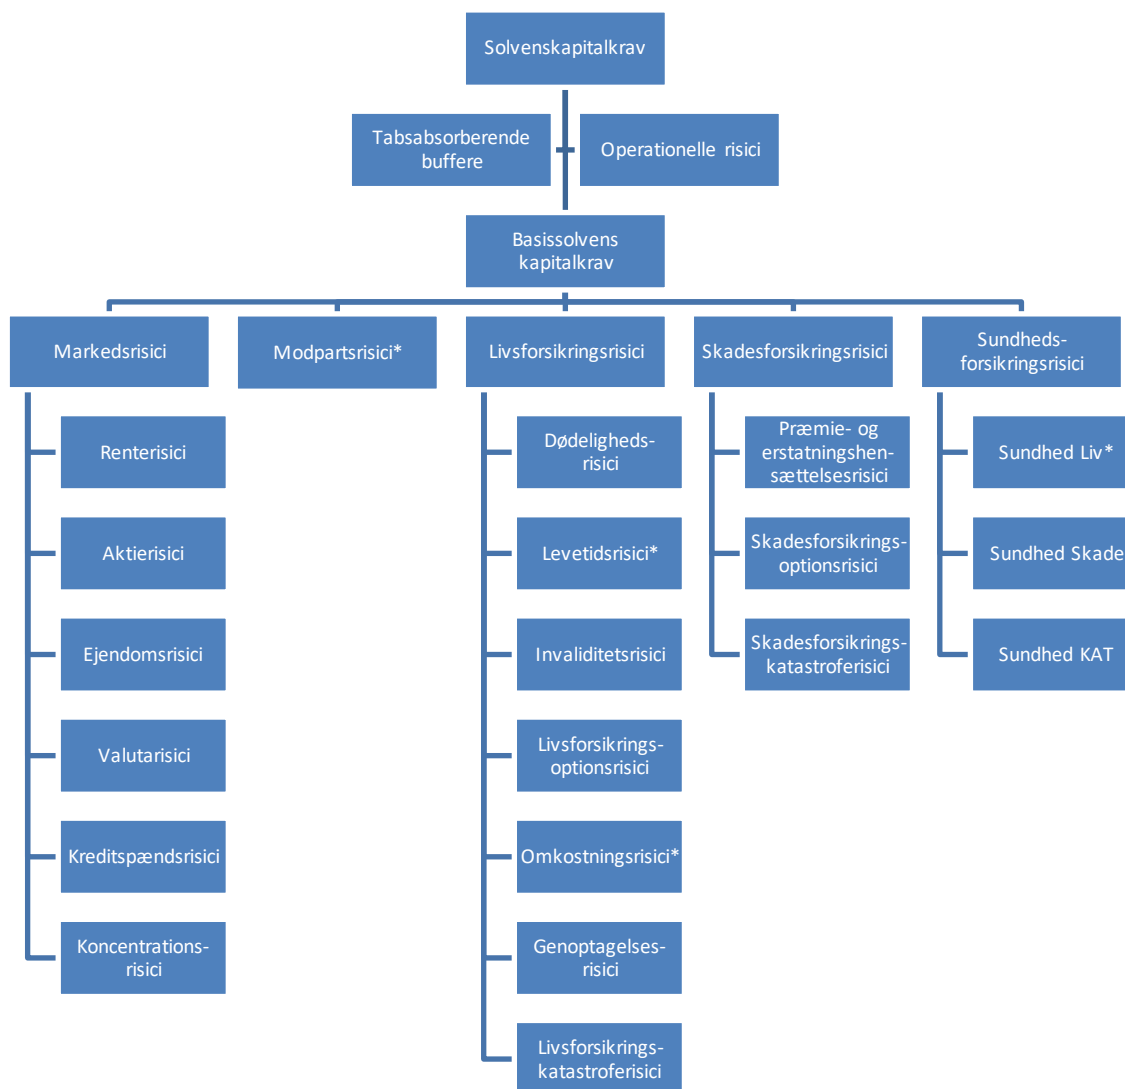 Solvenskapitalkrav
Tabsabsorberende
buffere
Operationelle risici
Basissolvens
kapitalkrav
Markedsrisici
Modpartsrisici*
Livsforsikringsrisici
Skadesforsikringsrisici
Sundheds-
forsikringsrisici
Renterisici
Aktierisici
Ejendomsrisici
Valutarisici
Kreditspændsrisici
Koncentrations-
risici
Dødeligheds-
risici
Levetidsrisici*
Invaliditetsrisici
Livsforsikrings-
optionsrisici
Omkostningsrisici*
Genoptagelses-
risici
Livsforsikrings-
katastroferisici
Præmie- og
erstatningshen-
sættelsesrisici
Skadesforsikrings-
optionsrisici
Skadesforsikrings-
katastroferisici
Sundhed Liv*
Sundhed Skade
Sundhed KAT